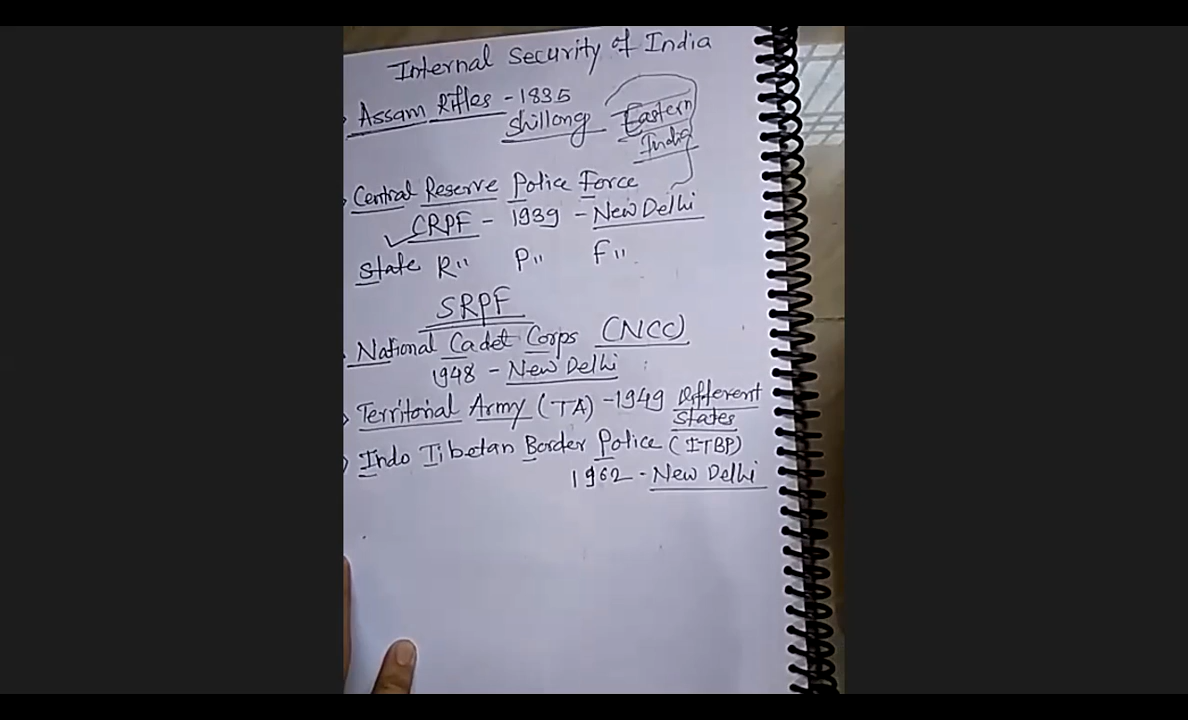 Internal Security of India
Assam Rifles - 1835
Shillong Eastern
India
Central Reserve Police Force
CRPF - 1939 - New Delhi
State R" P" F".
SRPF
National Cadet Corps (NCC)
1948 - New Delhi
Territorial Army (TA) - 1949 Different
States
Indo Tibetan Border Police (ITBP)
1962 - New Delhi